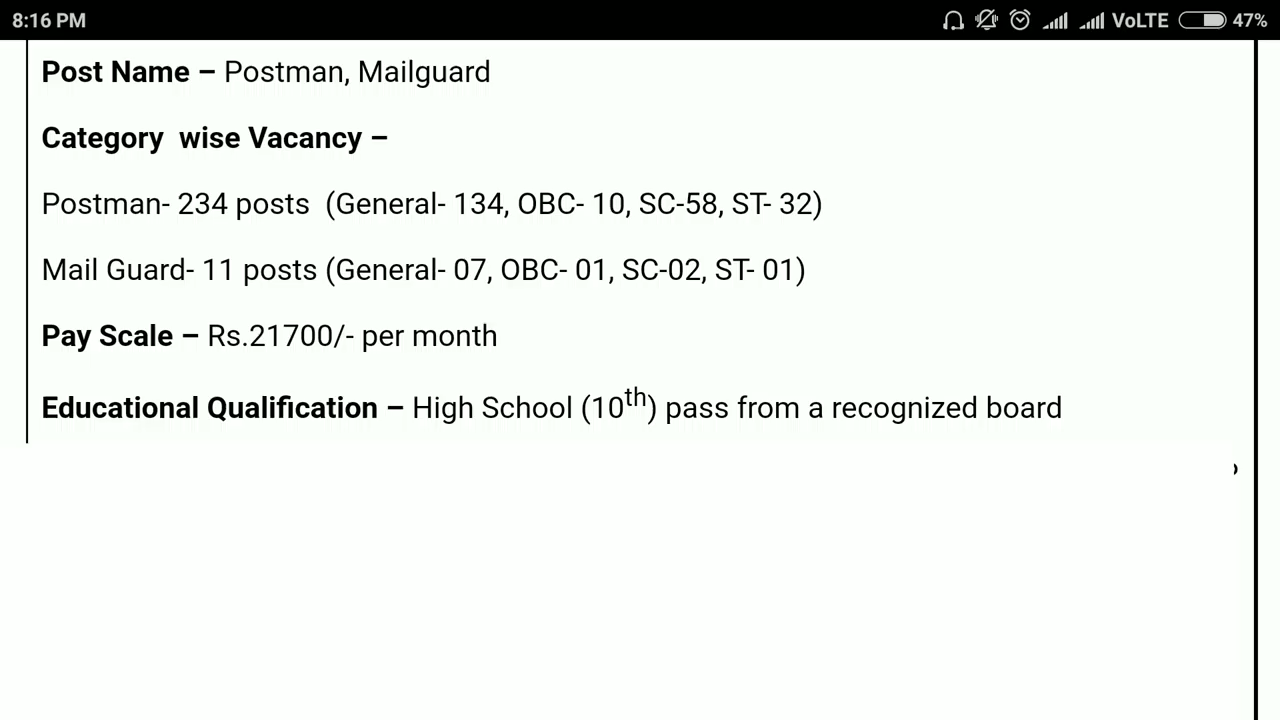 8:16 PM VoLTE 47%
Post Name – Postman, Mailguard
Category  wise Vacancy –
Postman- 234 posts  (General- 134, OBC- 10, SC-58, ST- 32)
Mail Guard- 11 posts (General- 07, OBC- 01, SC-02, ST- 01)
Pay Scale – Rs.21700/- per month
Educational Qualification – High School (10th) pass from a recognized board